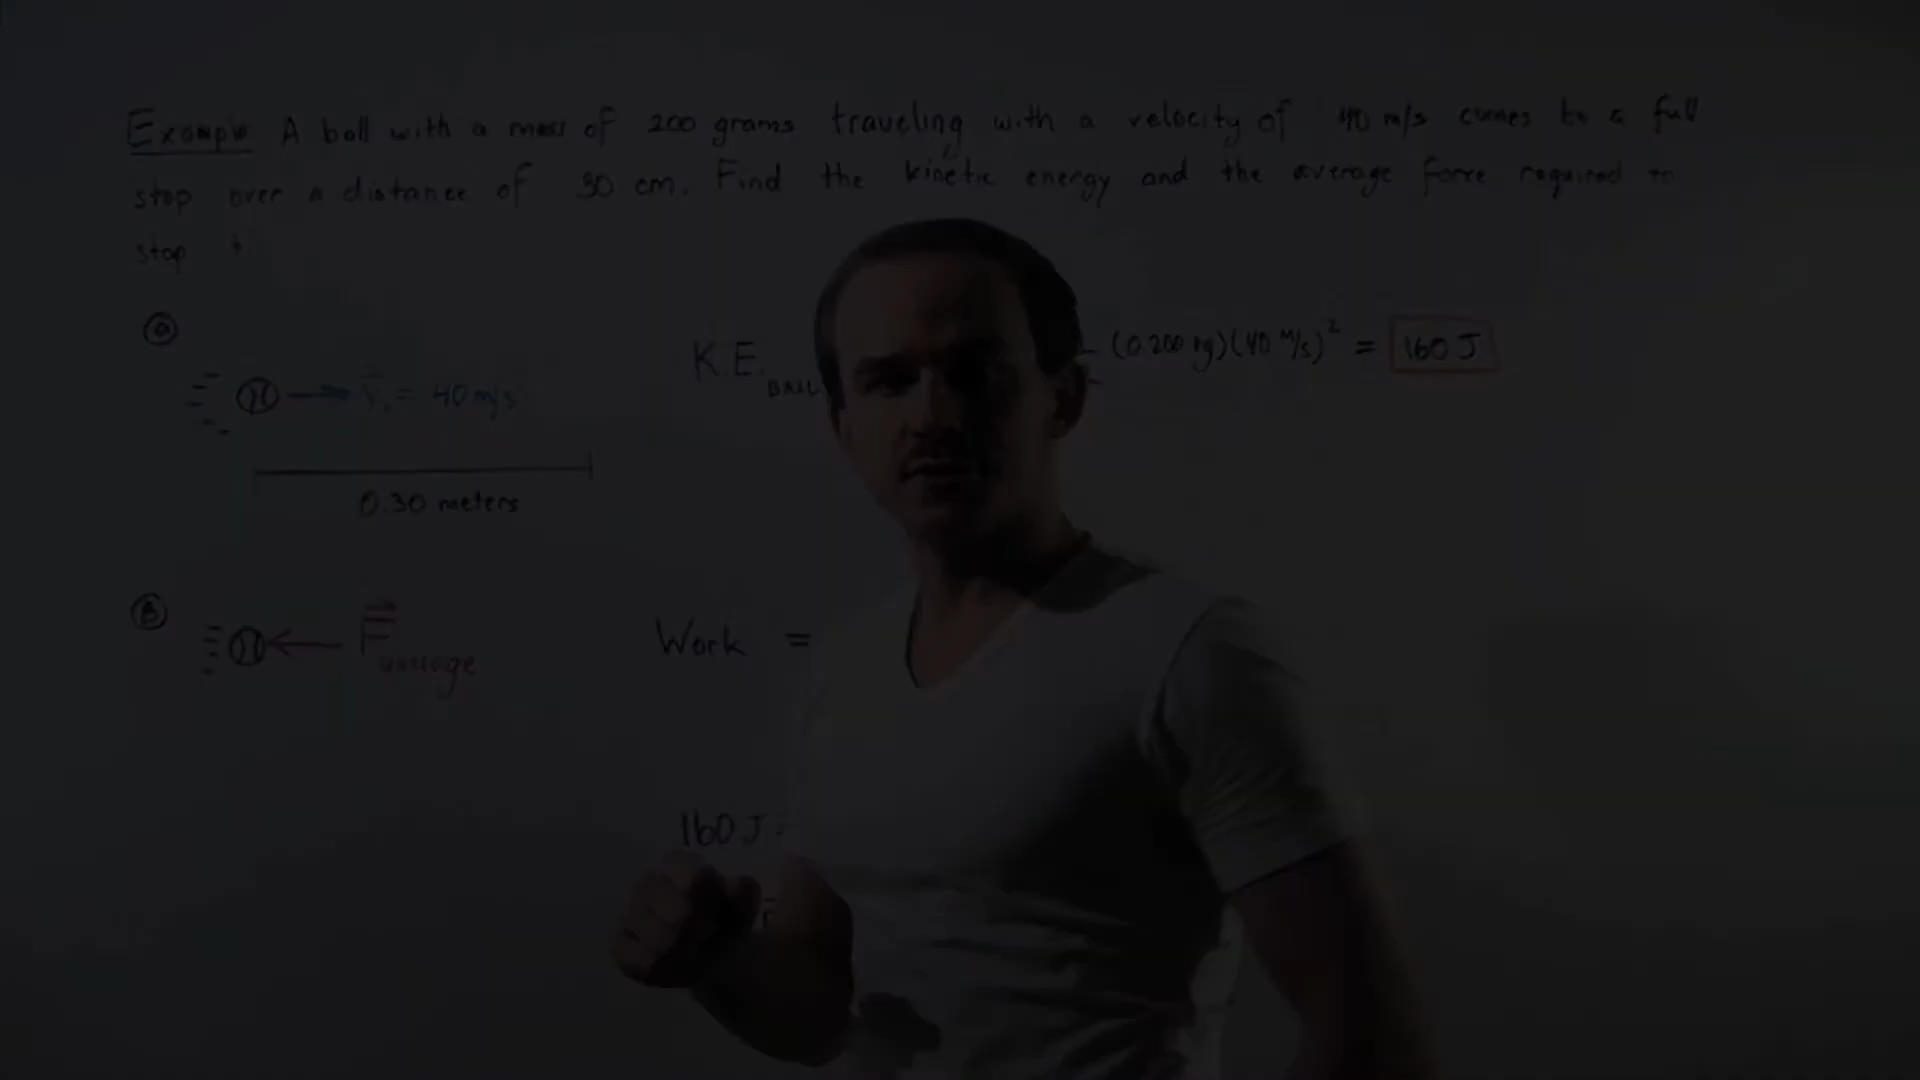 Example A ball with a mass of 200 grams traveling with a velocity of 40 m/s comes to a full
stop over a distance of 30 cm. Find the kinetic energy and the average force required to
stop
a
K.E. BALL (0.200 kg)(40 m/s)² = 160 J
V = 40 m/s
0.30 meters
B
F average
Work =
160 J
F